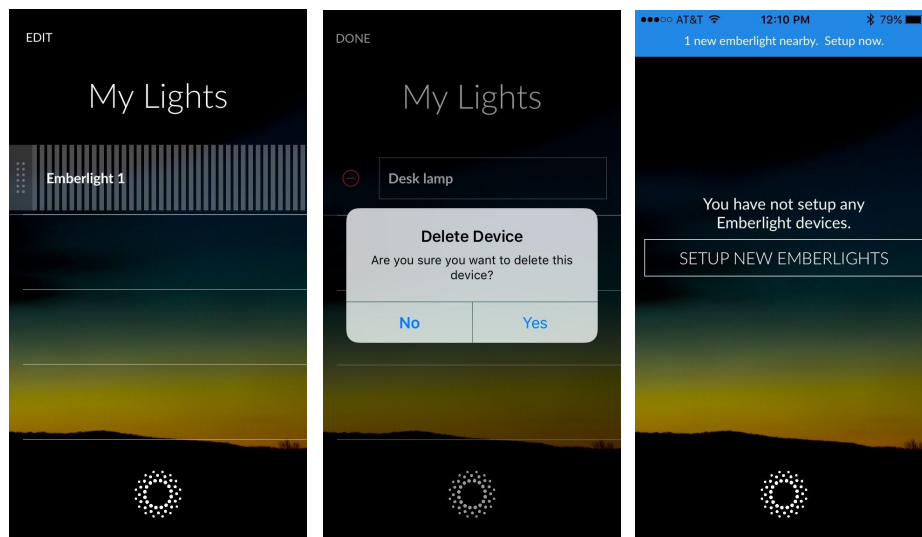 EDIT
My Lights
Emberlight 1
DONE
My Lights
Desk lamp
Delete Device
Are you sure you want to delete this
device?
No
Yes
AT&T 12:10 PM 79%
1 new emberlight nearby. Setup now.
You have not setup any
Emberlight devices.
SETUP NEW EMBERLIGHTS